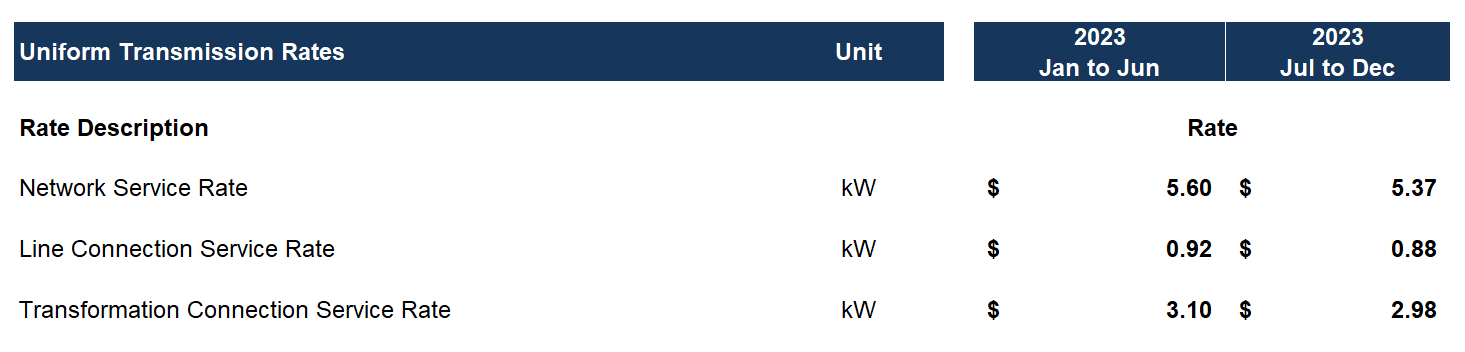 Uniform Transmission Rates Unit 2023 Jan to Jun 2023 Jul to Dec
Rate Description Rate
Network Service Rate kW $ 5.60 $ 5.37
Line Connection Service Rate kW $ 0.92 $ 0.88
Transformation Connection Service Rate kW $ 3.10 $ 2.98